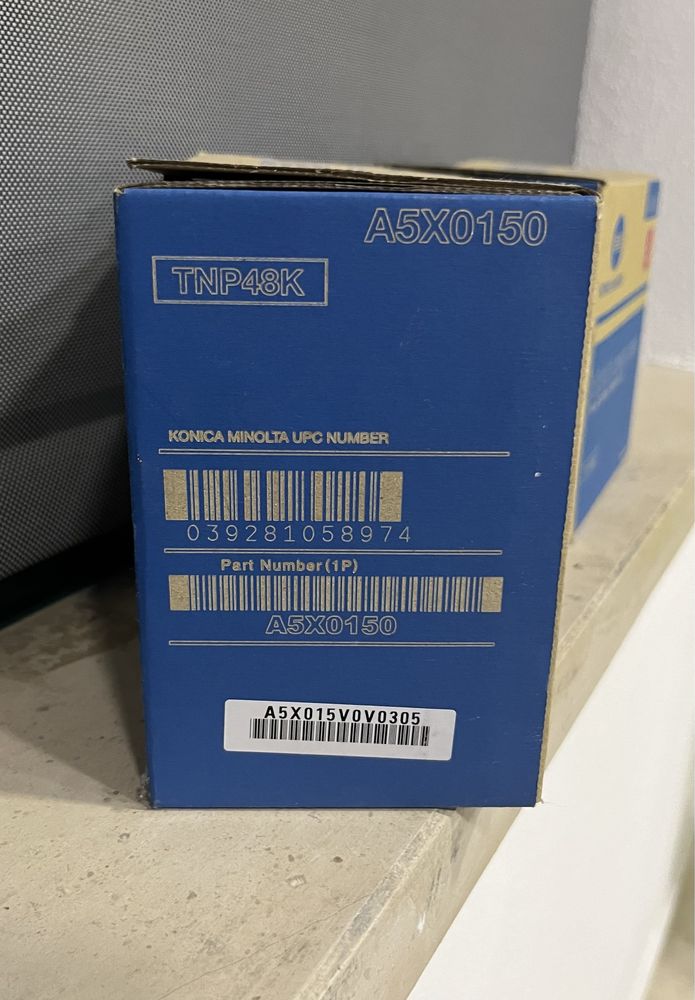 A5X0150
TNP48K
KONICA MINOLTA UPC NUMBER
039281058974
Part Number(1P)
A5X0150
A5X015V0V0305